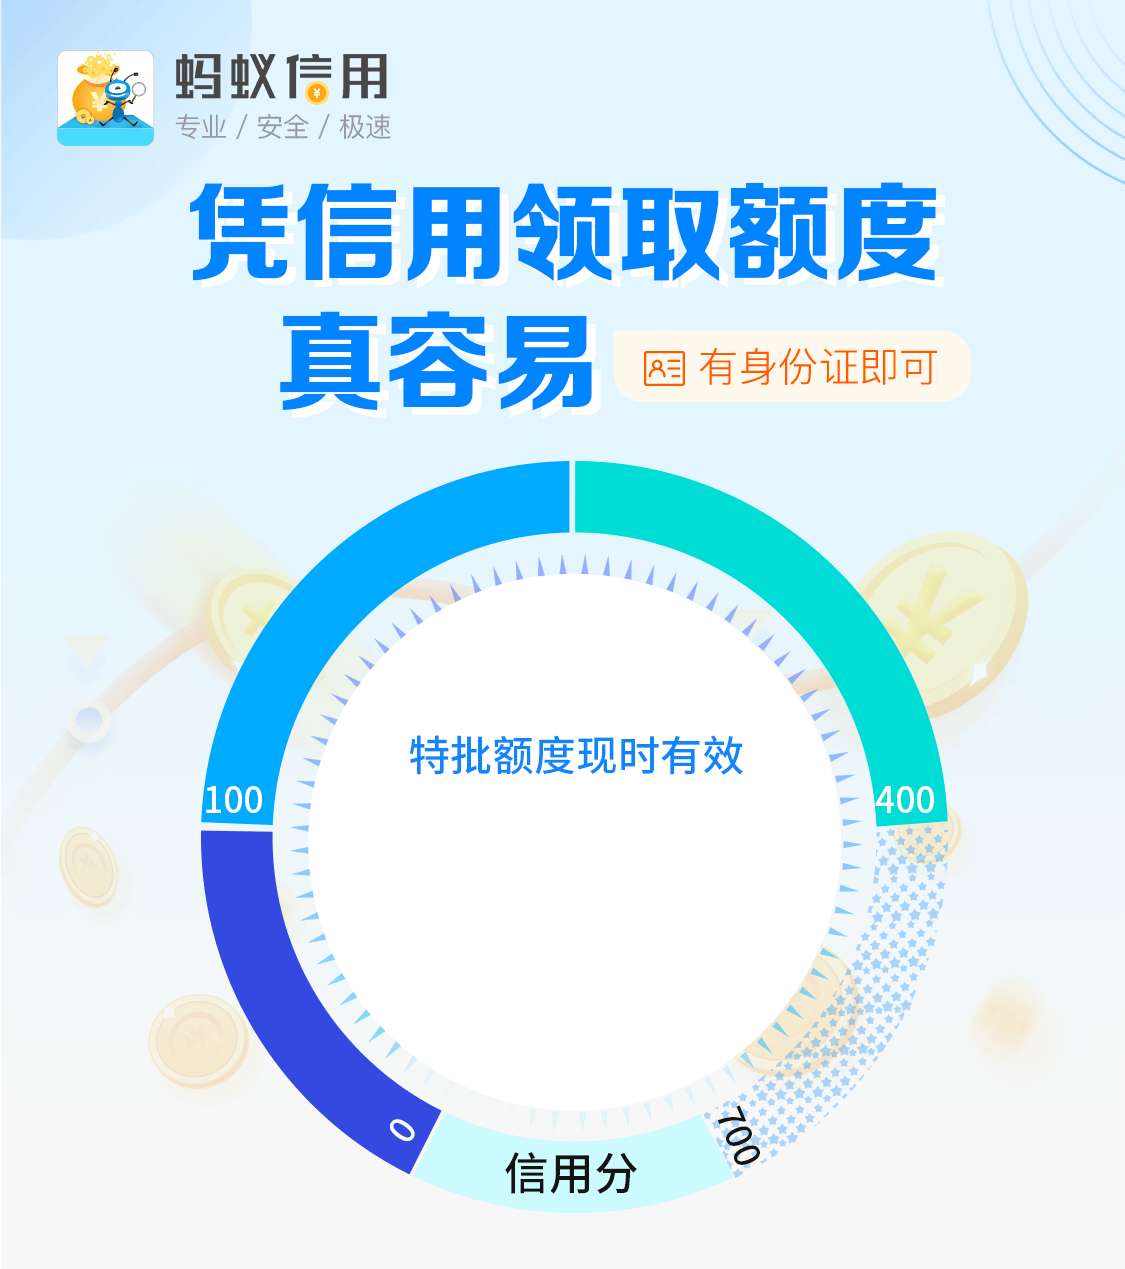 蚂蚁信用
专业 / 安全 / 极速
凭信用领取额度
真容易
有身份证即可
特批额度现时有效
100
400
0
700
信用分